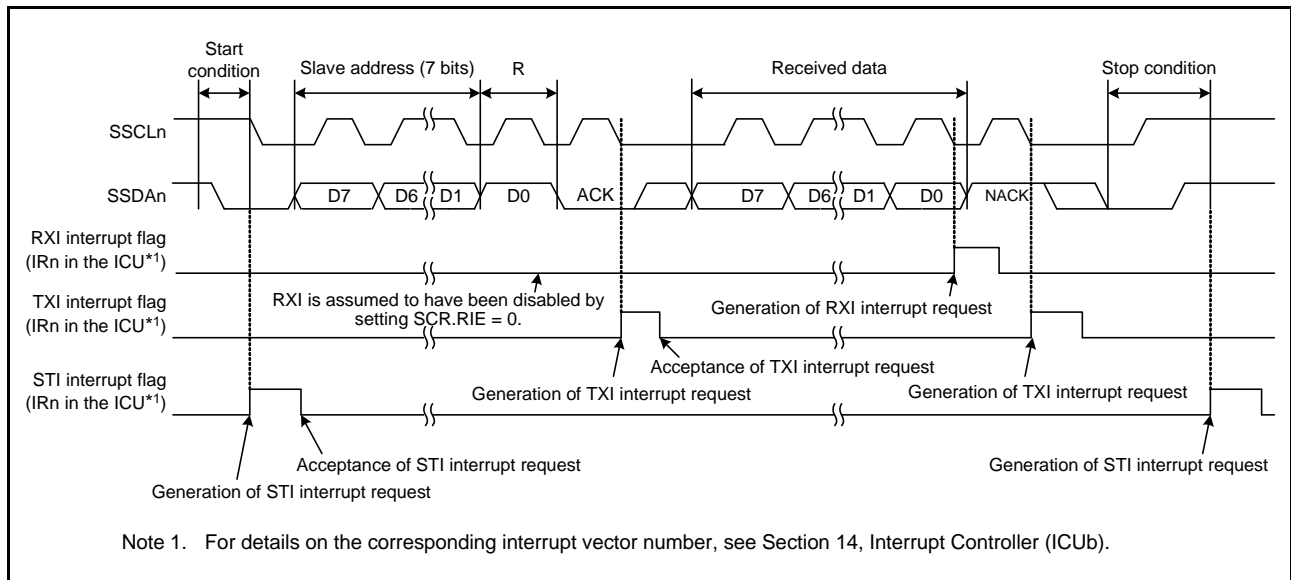 Start
condition
Slave address (7 bits)
R
Received data
Stop condition
SSCLn
SSDAn
D7
D6
D1
D0
ACK
D7
D6
D1
D0
NACK
RXI interrupt flag
(IRn in the ICU*1)
RXI is assumed to have been disabled by
setting SCR.RIE = 0.
Generation of RXI interrupt request
TXI interrupt flag
(IRn in the ICU*1)
Acceptance of TXI interrupt request
Generation of TXI interrupt request
Generation of TXI interrupt request
STI interrupt flag
(IRn in the ICU*1)
Acceptance of STI interrupt request
Generation of STI interrupt request
Generation of STI interrupt request
Note 1. For details on the corresponding interrupt vector number, see Section 14, Interrupt Controller (ICUb).